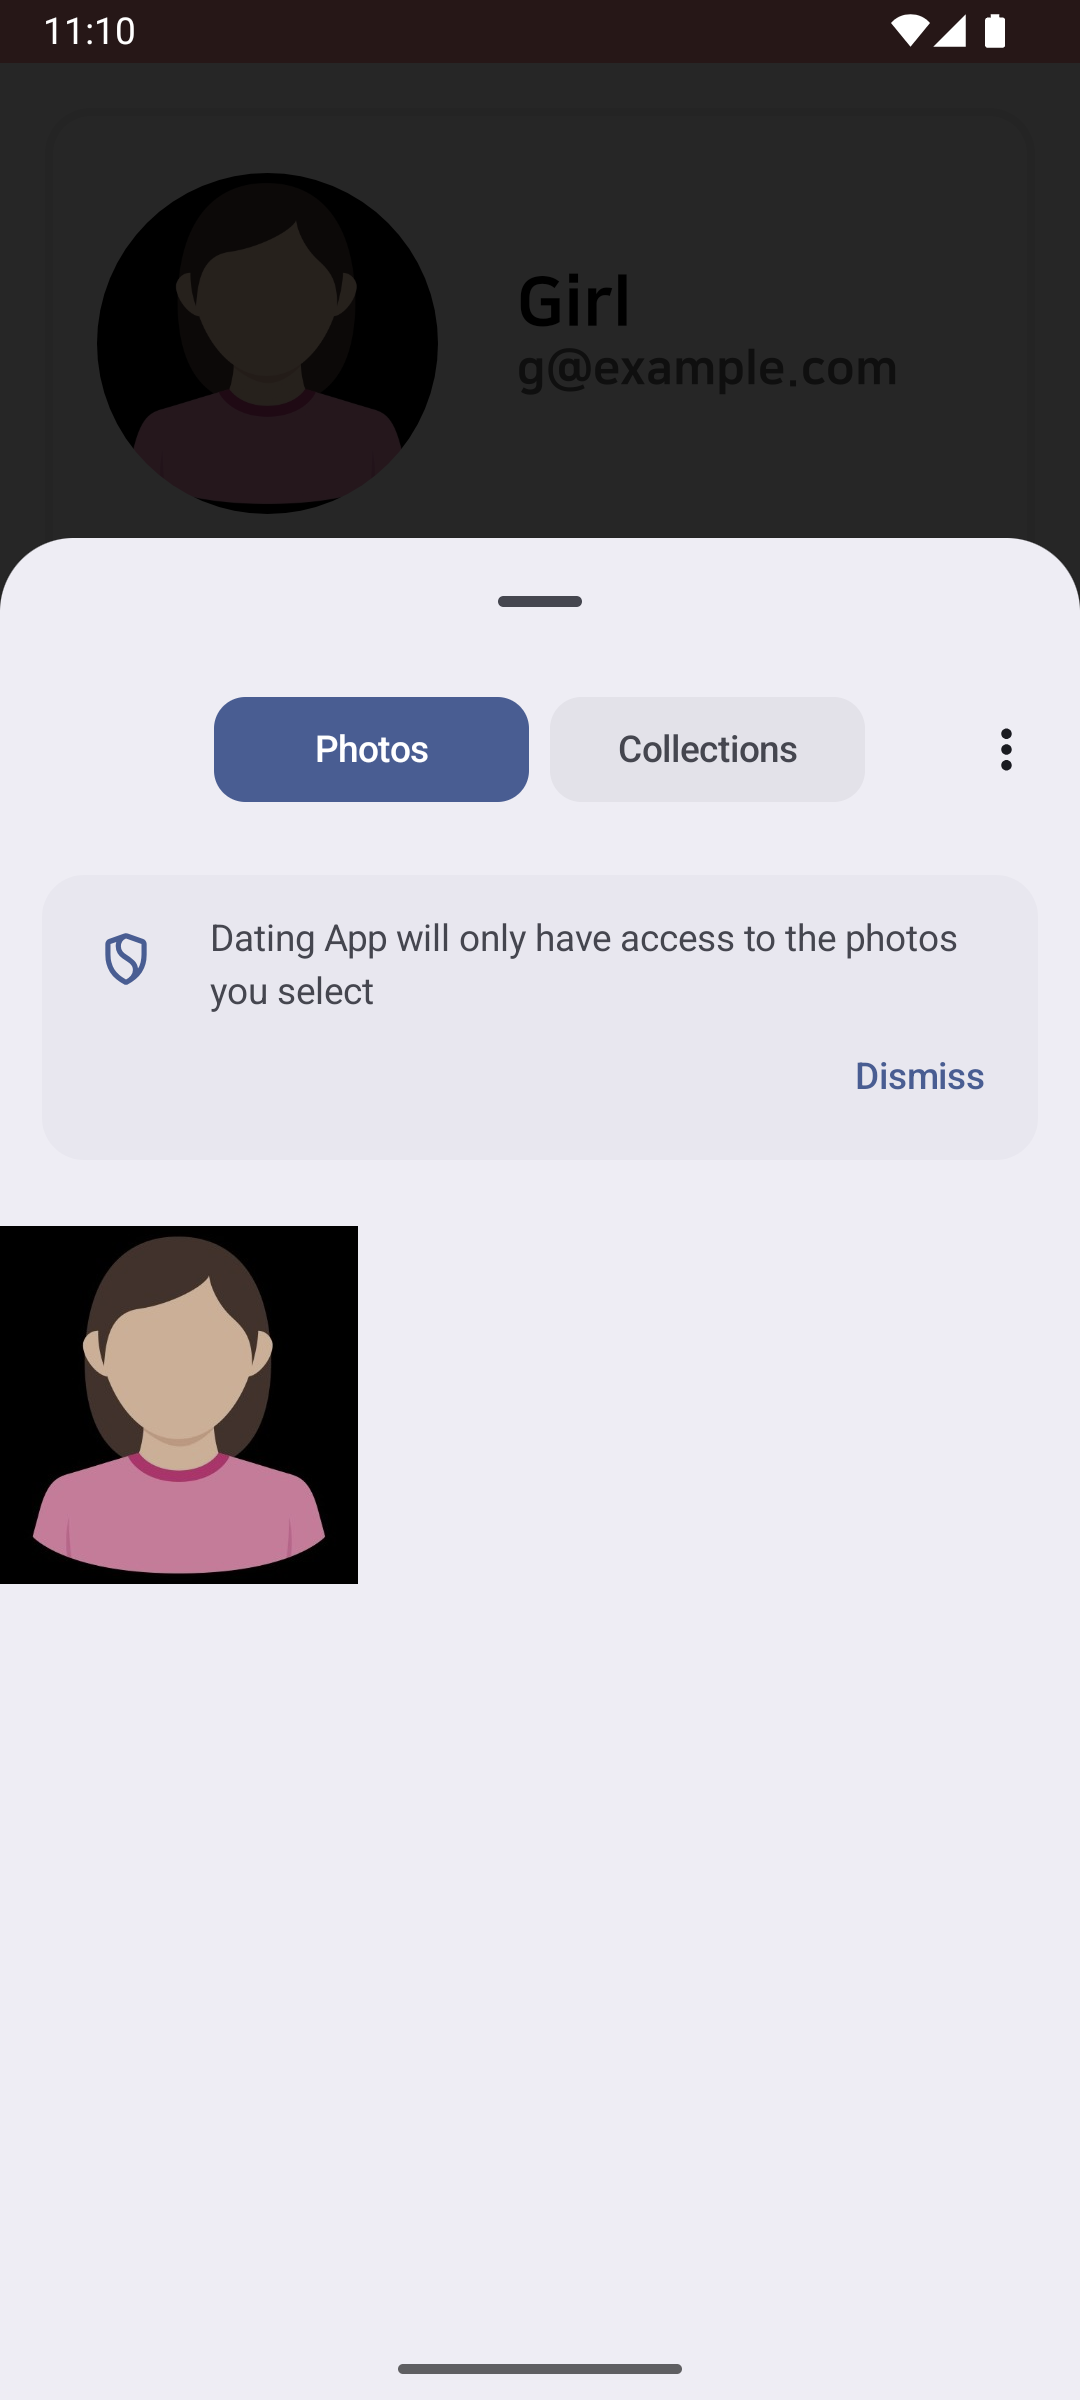 11:10
Girl
g@example.com
Photos
Collections
Dating App will only have access to the photos
you select
Dismiss